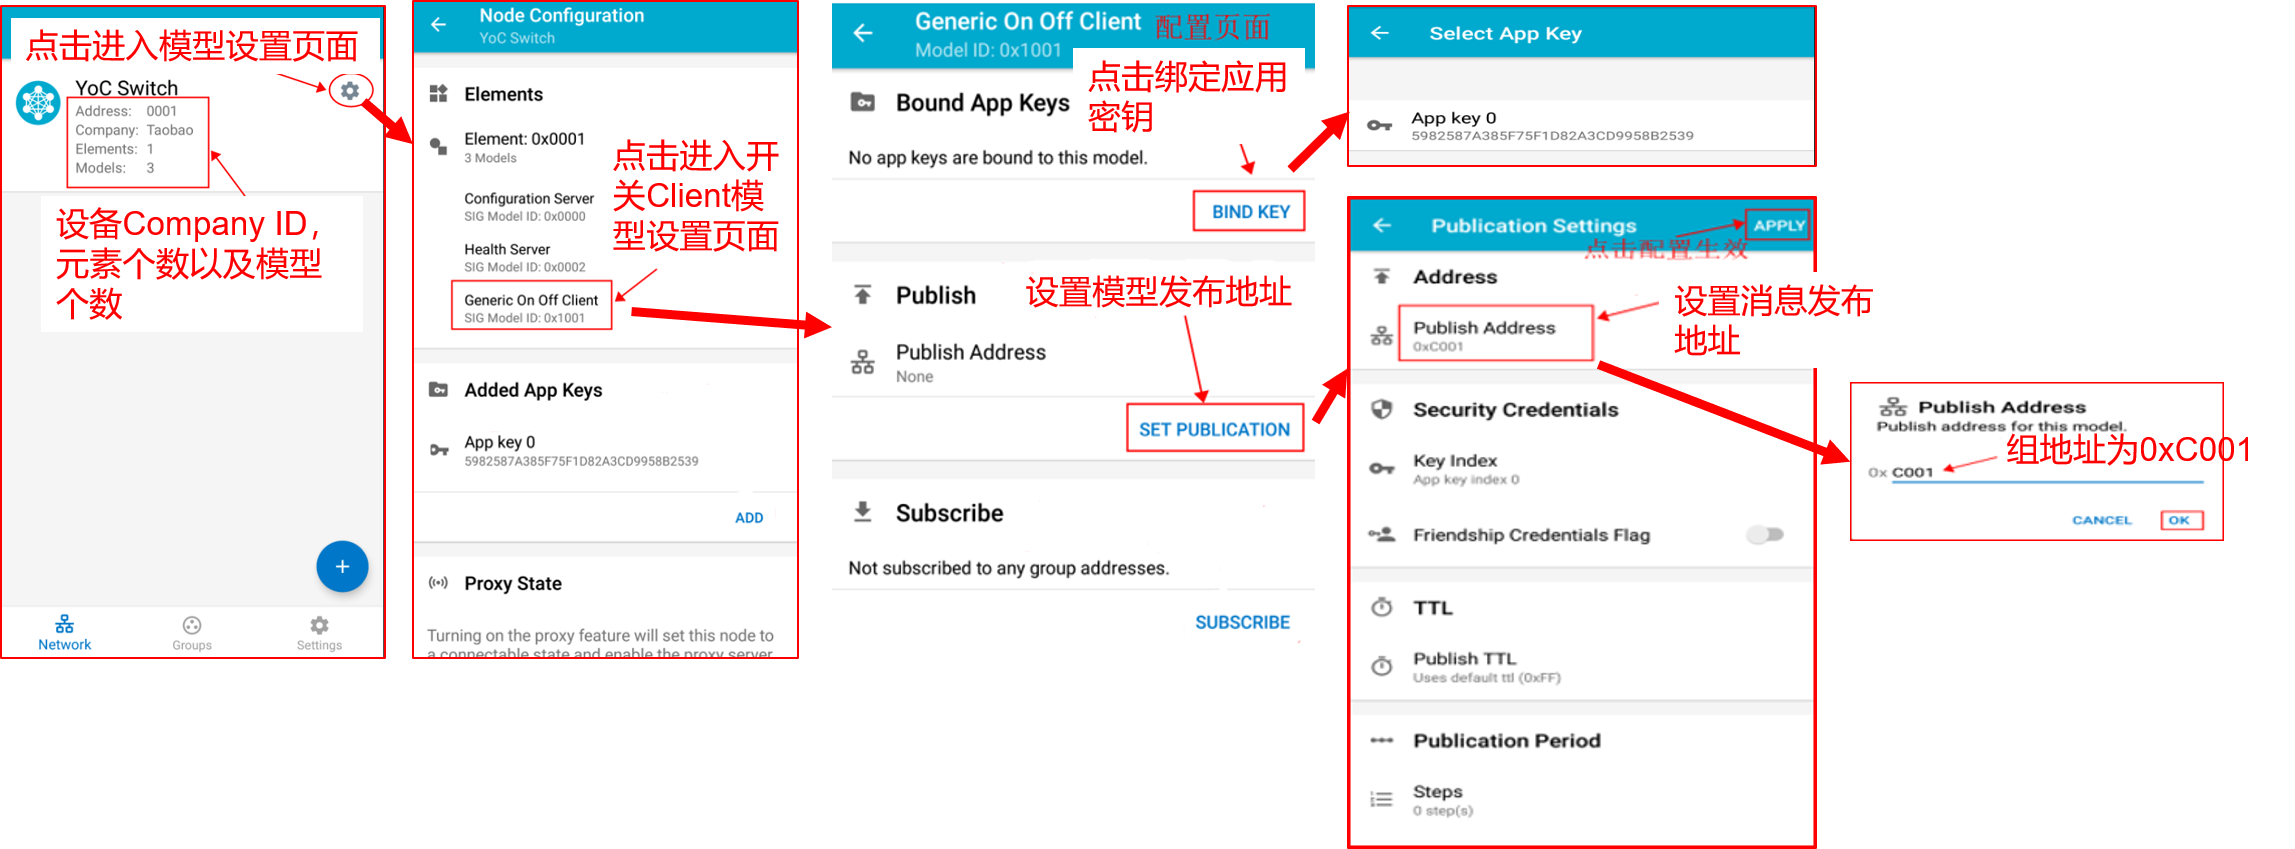 点击进入模型设置页面
YoC Switch
Address: 0001
Company: Taobao
Elements: 1
Models: 3
设备Company ID,
元素个数以及模型
个数
+
Network
Groups
Settings
Node Configuration
YoC Switch
Elements
Element: 0x0001
3 Models
点击进入开
关Client模
型设置页面
Configuration Server
SIG Model ID: 0x0000
Health Server
SIG Model ID: 0x0002
Generic On Off Client
SIG Model ID: 0x1001
Added App Keys
App key 0
5982587A385F75F1D82A3CD9958B2539
ADD
Proxy State
Turning on the proxy feature will set this node to
a connectable state and enable the proxy server
Generic On Off Client 配置页面
Model ID: 0x1001
点击绑定应用
密钥
Bound App Keys
No app keys are bound to this model.
BIND KEY
设置模型发布地址
Publish
Publish Address
None
SET PUBLICATION
Subscribe
Not subscribed to any group addresses.
SUBSCRIBE
Select App Key
App key 0
5982587A385F75F1D82A3CD9958B2539
Publication Settings
APPLY
点击配置生效
Address
设置消息发布
地址
Publish Address
0xC001
Security Credentials
Key Index
App key index 0
Friendship Credentials Flag
TTL
Publish TTL
Uses default ttl (0xFF)
Publication Period
Steps
0 step(s)
Publish Address
Publish address for this model.
组地址为0xC001
0x C001
CANCEL
OK